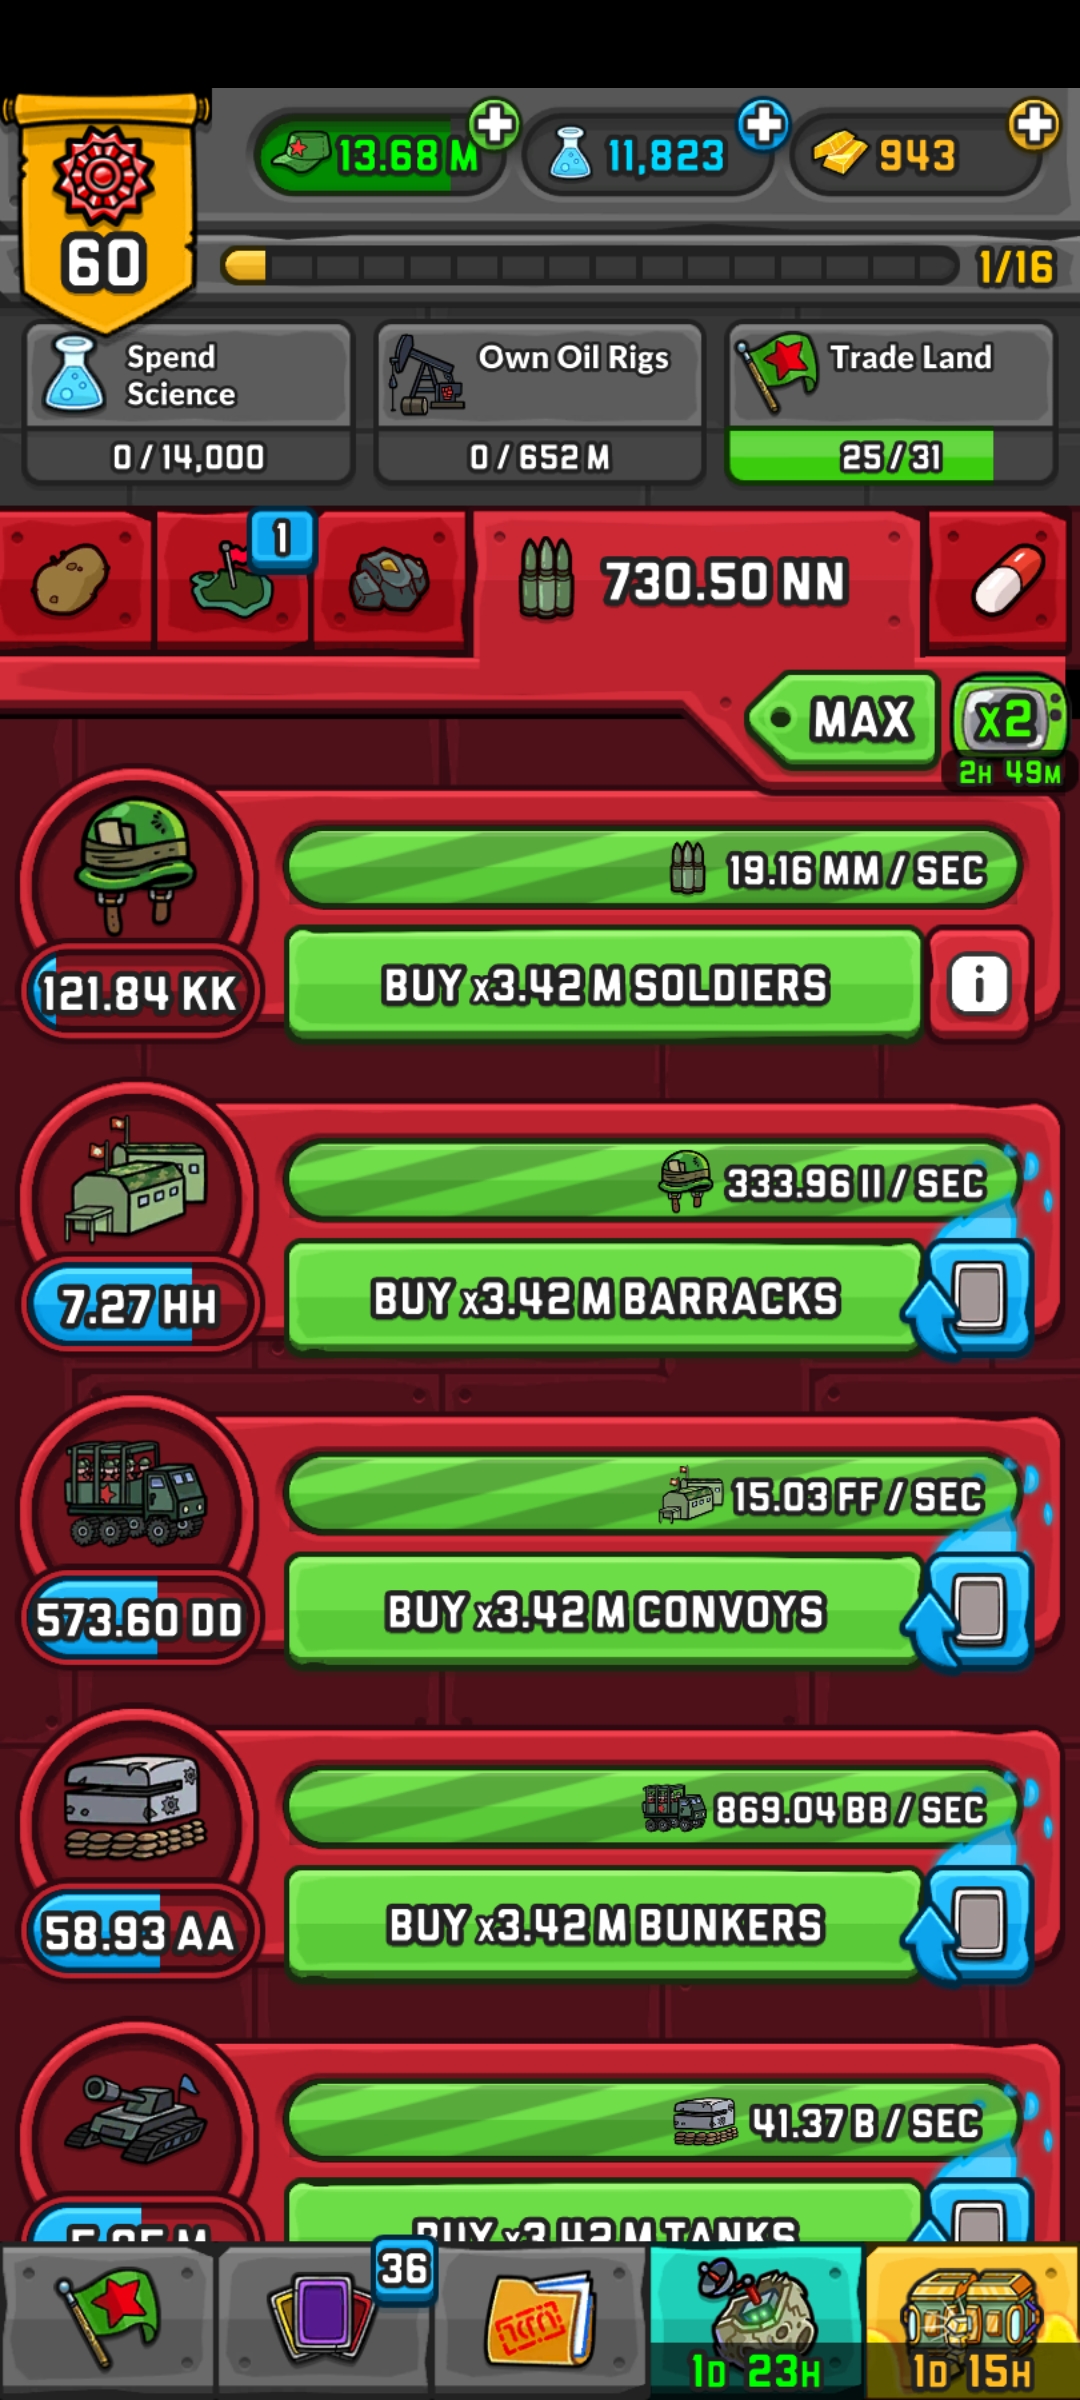 13.68 M
11,823
943
60
1/16
Spend
Science
0/14,000
Own Oil Rigs
0/652 M
Trade Land
25/31
1
730.50 NN
MAX
x2
2H 49M
19.16 MM / SEC
121.84 KK
BUY x3.42 M SOLDIERS
i
333.96 II / SEC
7.27 HH
BUY x3.42 M BARRACKS
15.03 FF / SEC
573.60 DD
BUY x3.42 M CONVOYS
869.04 BB / SEC
58.93 AA
BUY x3.42 M BUNKERS
41.37 B / SEC
BUY x3.42 M TANKS
36
1D 23H
1D 15H